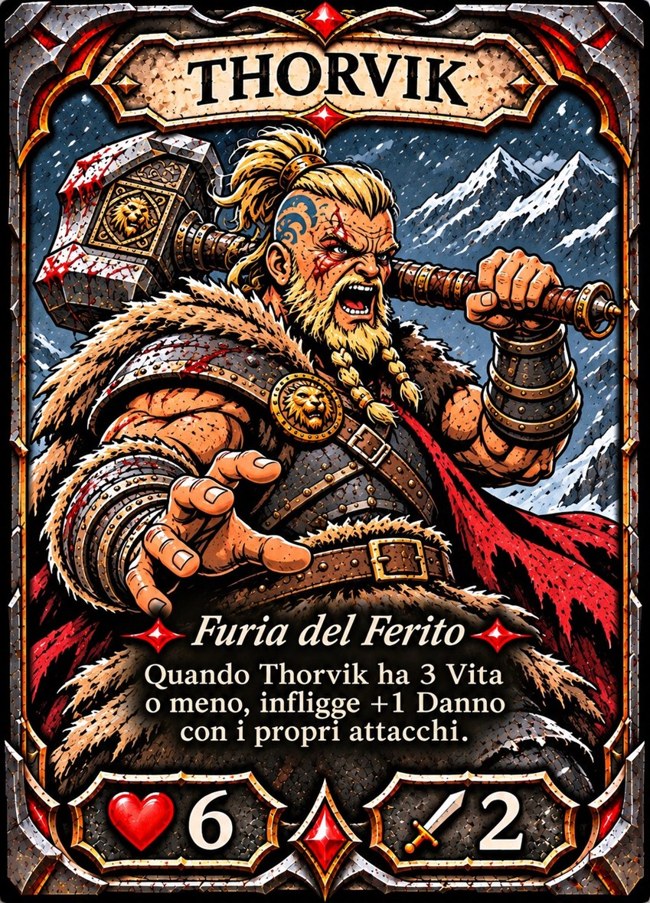 THORVIK
Furia del Ferito
Quando Thorvik ha 3 Vita
o meno, infligge +1 Danno
con i propri attacchi.
6 2